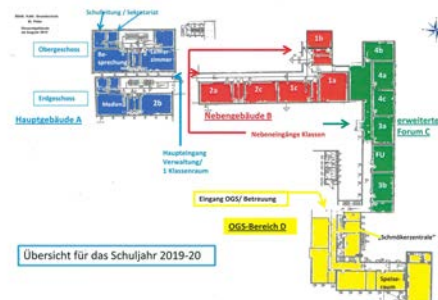 Schulleitung / Sekretariat
Obergeschoss
Be-
sprechung
zimmer
Erdgeschoss
Medien
2b
Hauptgebäude A
1b
2a
2c
1c
1a
Nebengebäude B
Nebeneingänge Klassen
Haupteingang
Verwaltung/
1 Klassenraum
4b
4a
4c
3a
FU
3b
erweiterte
Forum C
Eingang OGS/ Betreuung
OGS-Bereich D
„Schmökerzentrale"
Speise-
raum
Übersicht für das Schuljahr 2019-20